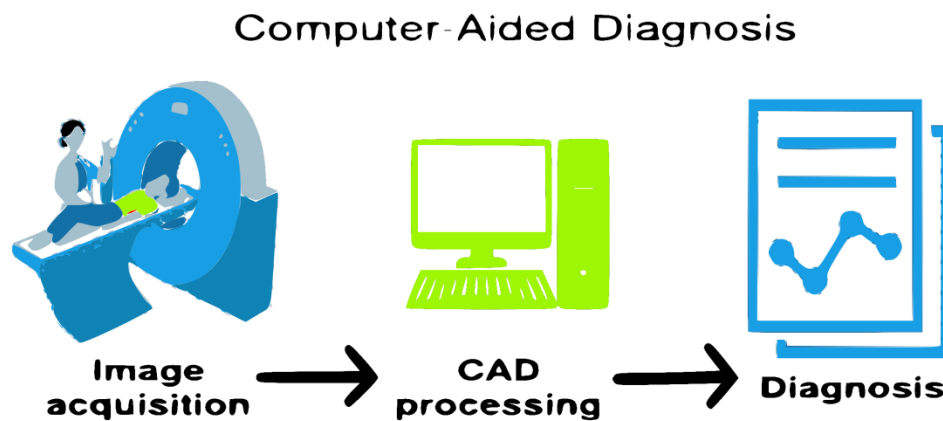 Computer-Aided Diagnosis
Image
acquisition
CAD
processing
Diagnosis